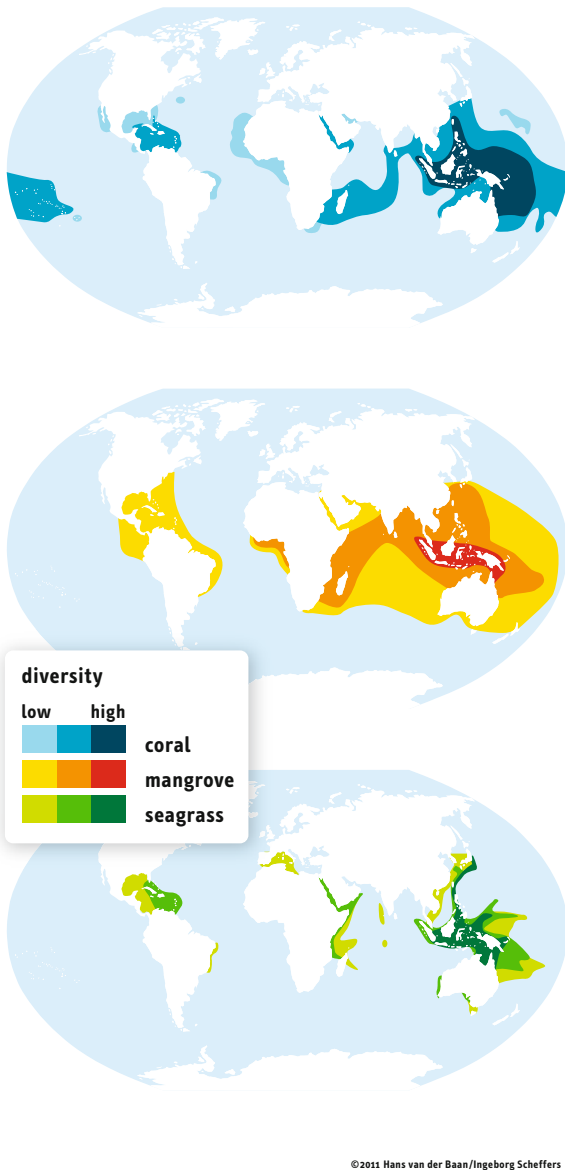 diversity
low high
coral
mangrove
seagrass
©2011 Hans van der Baan/Ingeborg Scheffers